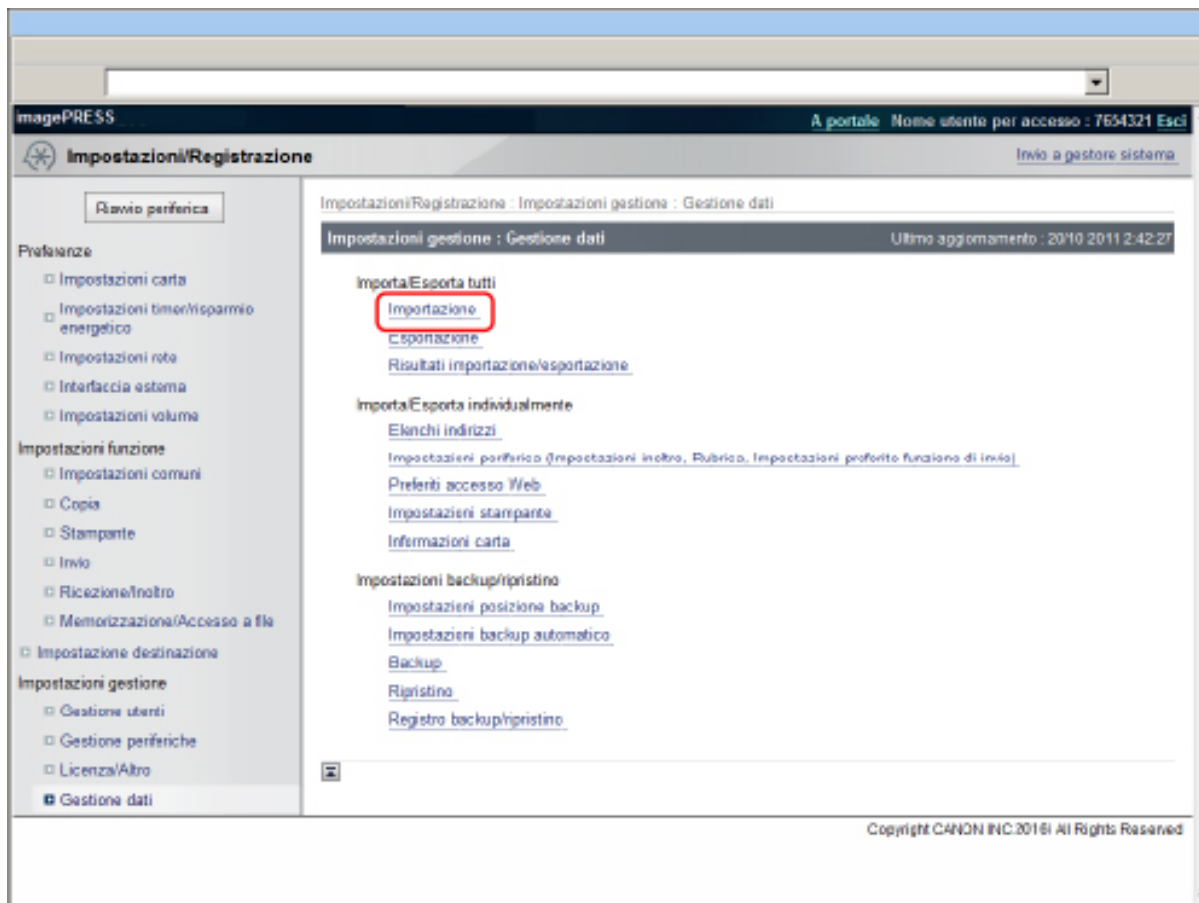 imagePRESS
A portale Nome utente per accesso : 7654321 Esci
Impostazioni/Registrazione
Invio a gestore sistema
Riavvio periferica
Preferenze
Impostazioni carta
Impostazioni timer/risparmio
energetico
Impostazioni rete
Interfaccia esterna
Impostazioni volume
Impostazioni funzione
Impostazioni comuni
Copia
Stampante
Invio
Ricezione/Inoltro
Memorizzazione/Accesso a file
Impostazione destinazione
Impostazioni gestione
Gestione utenti
Gestione periferiche
Licenza/Altro
Gestione dati
Impostazioni/Registrazione : Impostazioni gestione : Gestione dati
Impostazioni gestione : Gestione dati
Ultimo aggiornamento : 20/10 2011 2:42:27
Importa/Esporta tutti
Importazione
Esportazione
Risultati importazione/esportazione
Importa/Esporta individualmente
Elenchi indirizzi
Impostazioni periferica (Impostazioni inoltro, Rubrica, Impostazioni preferito funzione di invio)
Preferiti accesso Web
Impostazioni stampante
Informazioni carta
Impostazioni backup/ripristino
Impostazioni posizione backup
Impostazioni backup automatico
Backup
Ripristino
Registro backup/ripristino
Copyright CANON INC.2016i All Rights Reserved